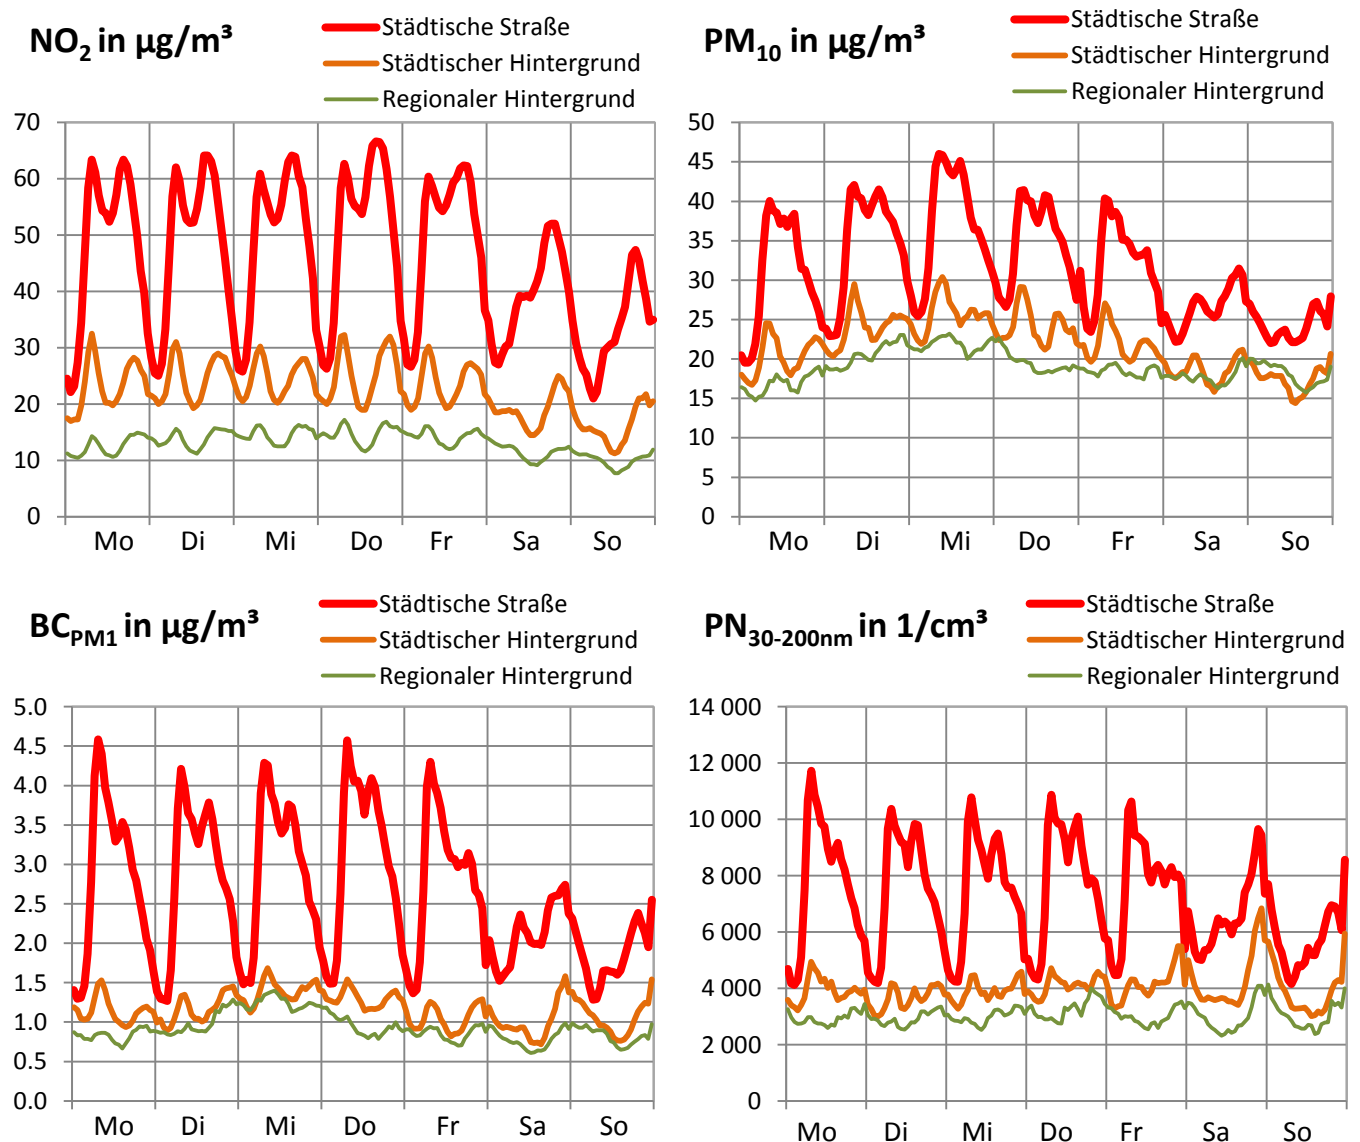 NO2 in µg/m³
Städtische Straße
Städtischer Hintergrund
Regionaler Hintergrund
70
60
50
40
30
20
10
0
Mo Di Mi Do Fr Sa So
PM10 in µg/m³
Städtische Straße
Städtischer Hintergrund
Regionaler Hintergrund
50
45
40
35
30
25
20
15
10
5
0
Mo Di Mi Do Fr Sa So
BCPM1 in µg/m³
Städtische Straße
Städtischer Hintergrund
Regionaler Hintergrund
5.0
4.5
4.0
3.5
3.0
2.5
2.0
1.5
1.0
0.5
0.0
Mo Di Mi Do Fr Sa So
PN30-200nm in 1/cm³
Städtische Straße
Städtischer Hintergrund
Regionaler Hintergrund
14 000
12 000
10 000
8 000
6 000
4 000
2 000
0
Mo Di Mi Do Fr Sa So